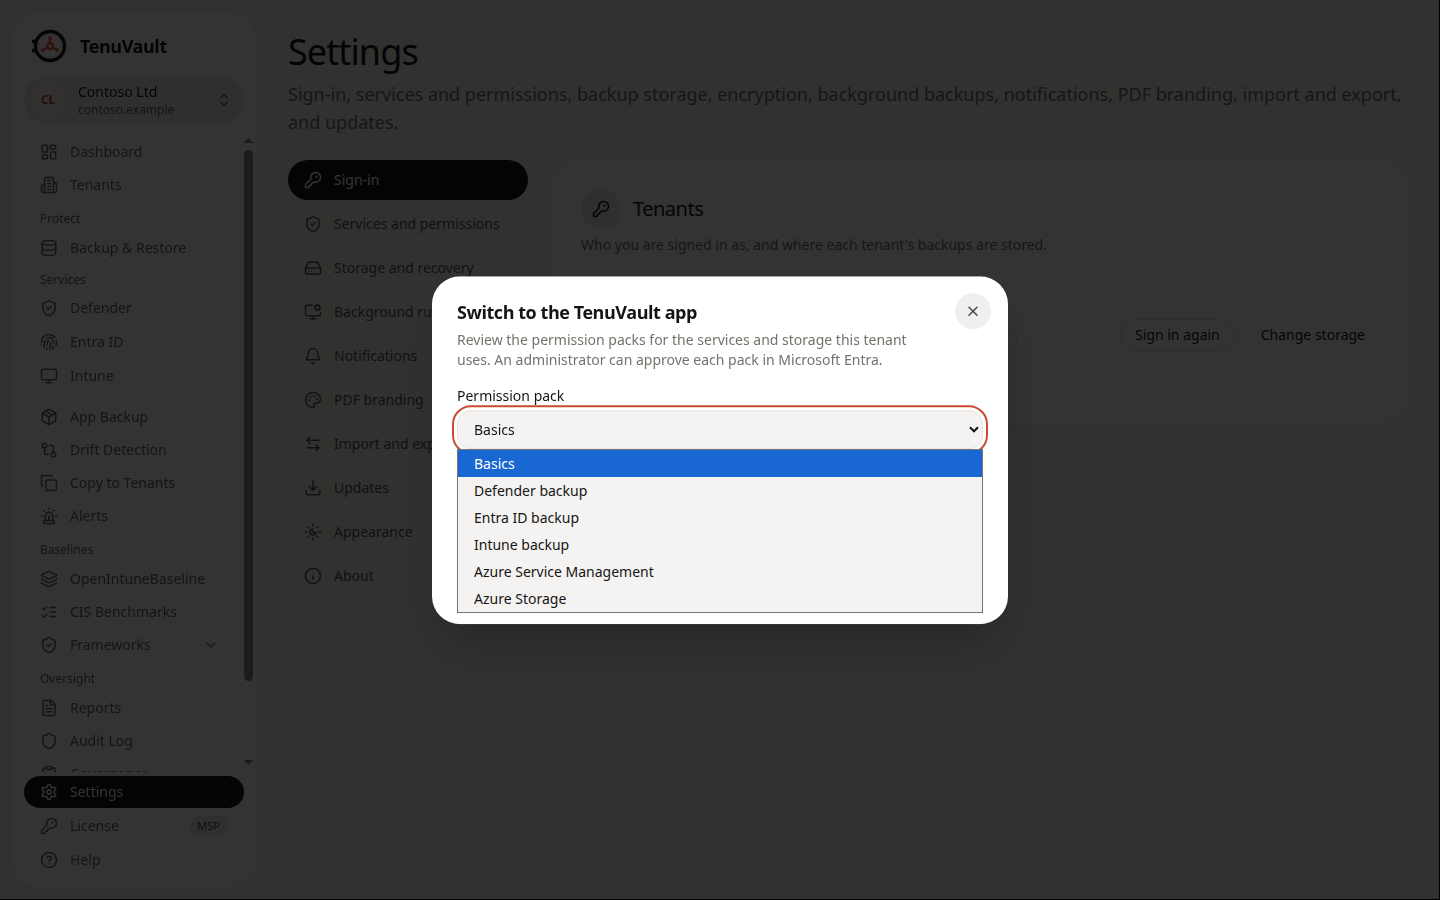 TenuVault
CL
Contoso Ltd
contoso.example
Dashboard
Tenants
Protect
Backup & Restore
Services
Defender
Entra ID
Intune
App Backup
Drift Detection
Copy to Tenants
Alerts
Baselines
OpenIntuneBaseline
CIS Benchmarks
Frameworks
Oversight
Reports
Audit Log
Settings
License
MSP
Help
Settings
Sign-in, services and permissions, backup storage, encryption, background backups, notifications, PDF branding, import and export,
and updates.
Sign-in
Services and permissions
Storage and recovery
Background ru
Notifications
PDF branding
Import and exp
Updates
Appearance
About
Tenants
Who you are signed in as, and where each tenant's backups are stored.
Sign in again
Change storage
Switch to the TenuVault app
Review the permission packs for the services and storage this tenant
uses. An administrator can approve each pack in Microsoft Entra.
Permission pack
Basics
Basics
Defender backup
Entra ID backup
Intune backup
Azure Service Management
Azure Storage